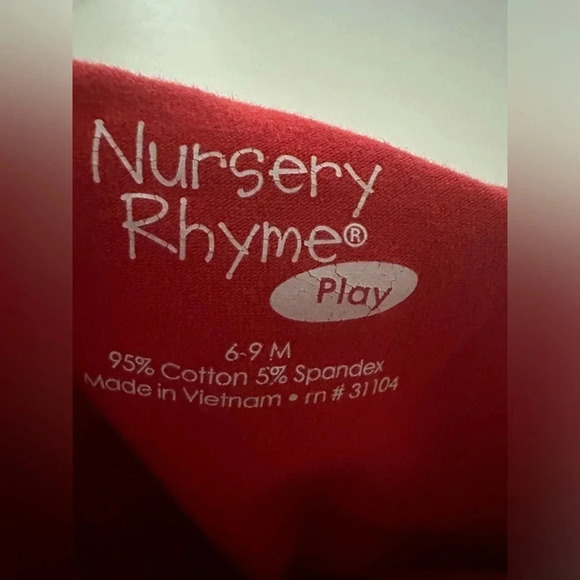 Nursery
Rhyme®
Play
6-9 M
95% Cotton 5% Spandex
Made in Vietnam • rn # 31104